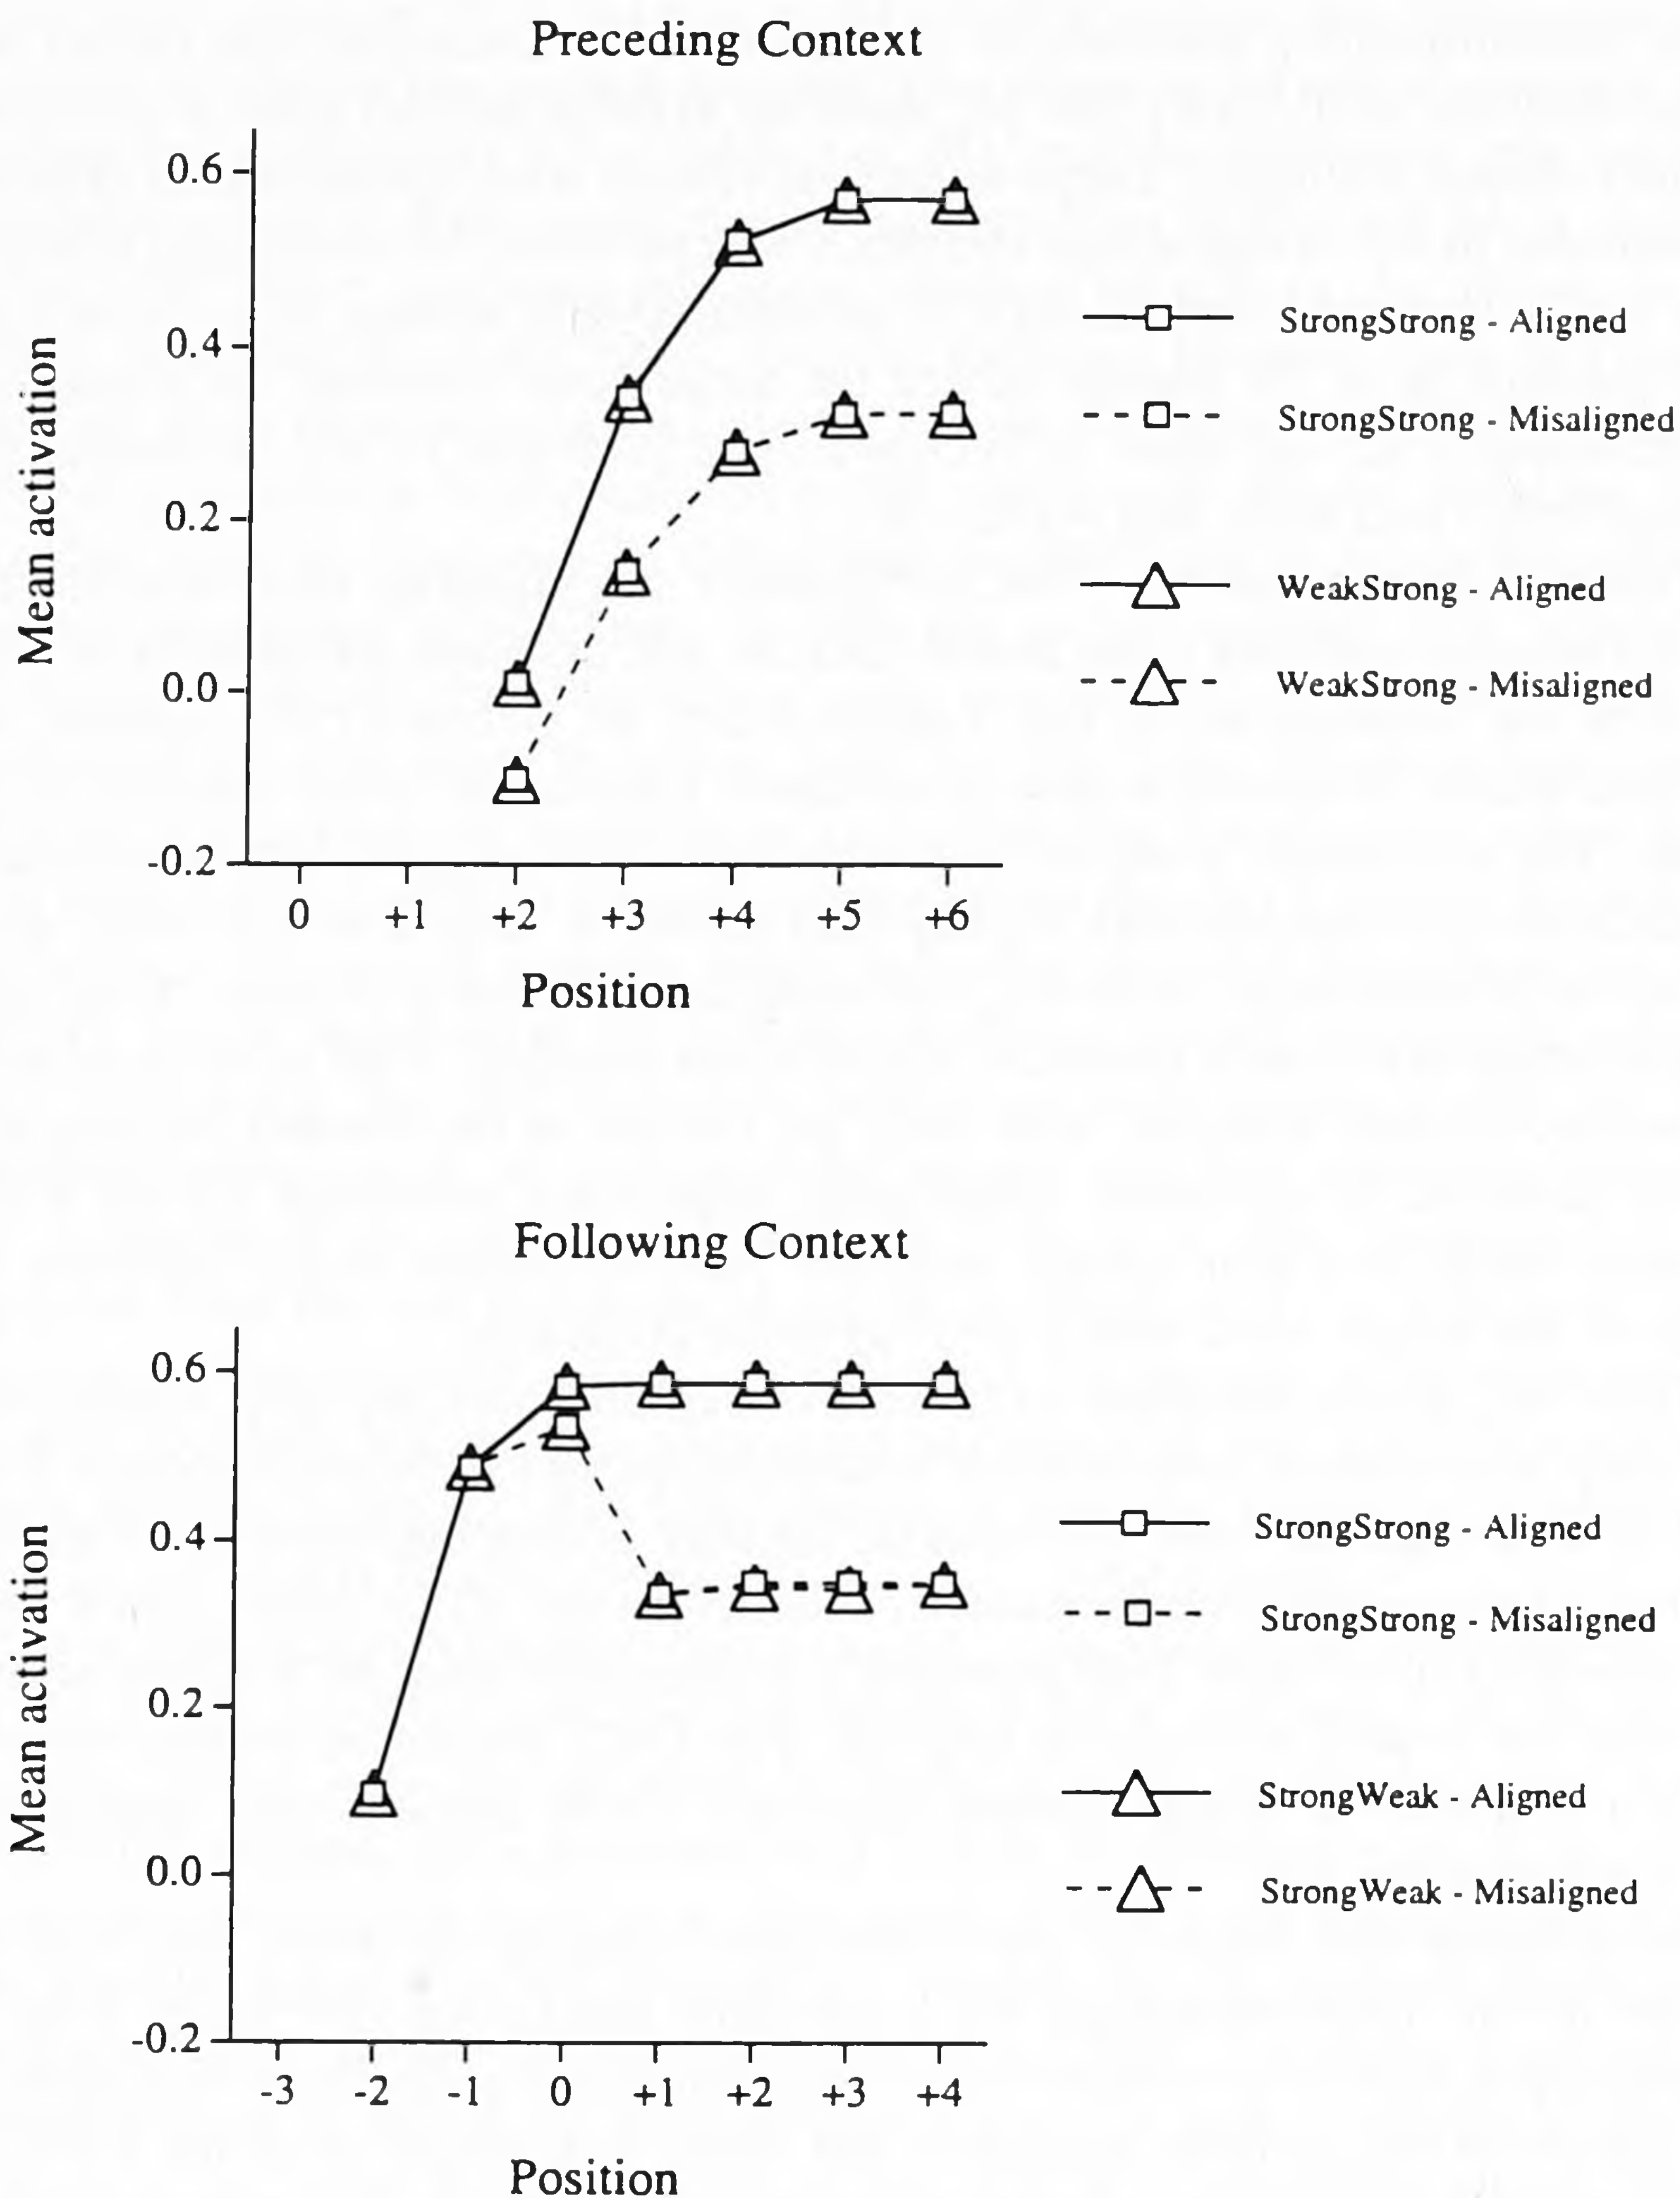 Preceding Context
0.6
0.4
0.2
0.0
-0.2
Mean activation
0 +1 +2 +3 +4 +5 +6
Position
StrongStrong - Aligned
StrongStrong - Misaligned
WeakStrong - Aligned
WeakStrong - Misaligned
Following Context
0.6
0.4
0.2
0.0
-0.2
Mean activation
-3 -2 -1 0 +1 +2 +3 +4
Position
StrongStrong - Aligned
StrongStrong - Misaligned
StrongWeak - Aligned
StrongWeak - Misaligned